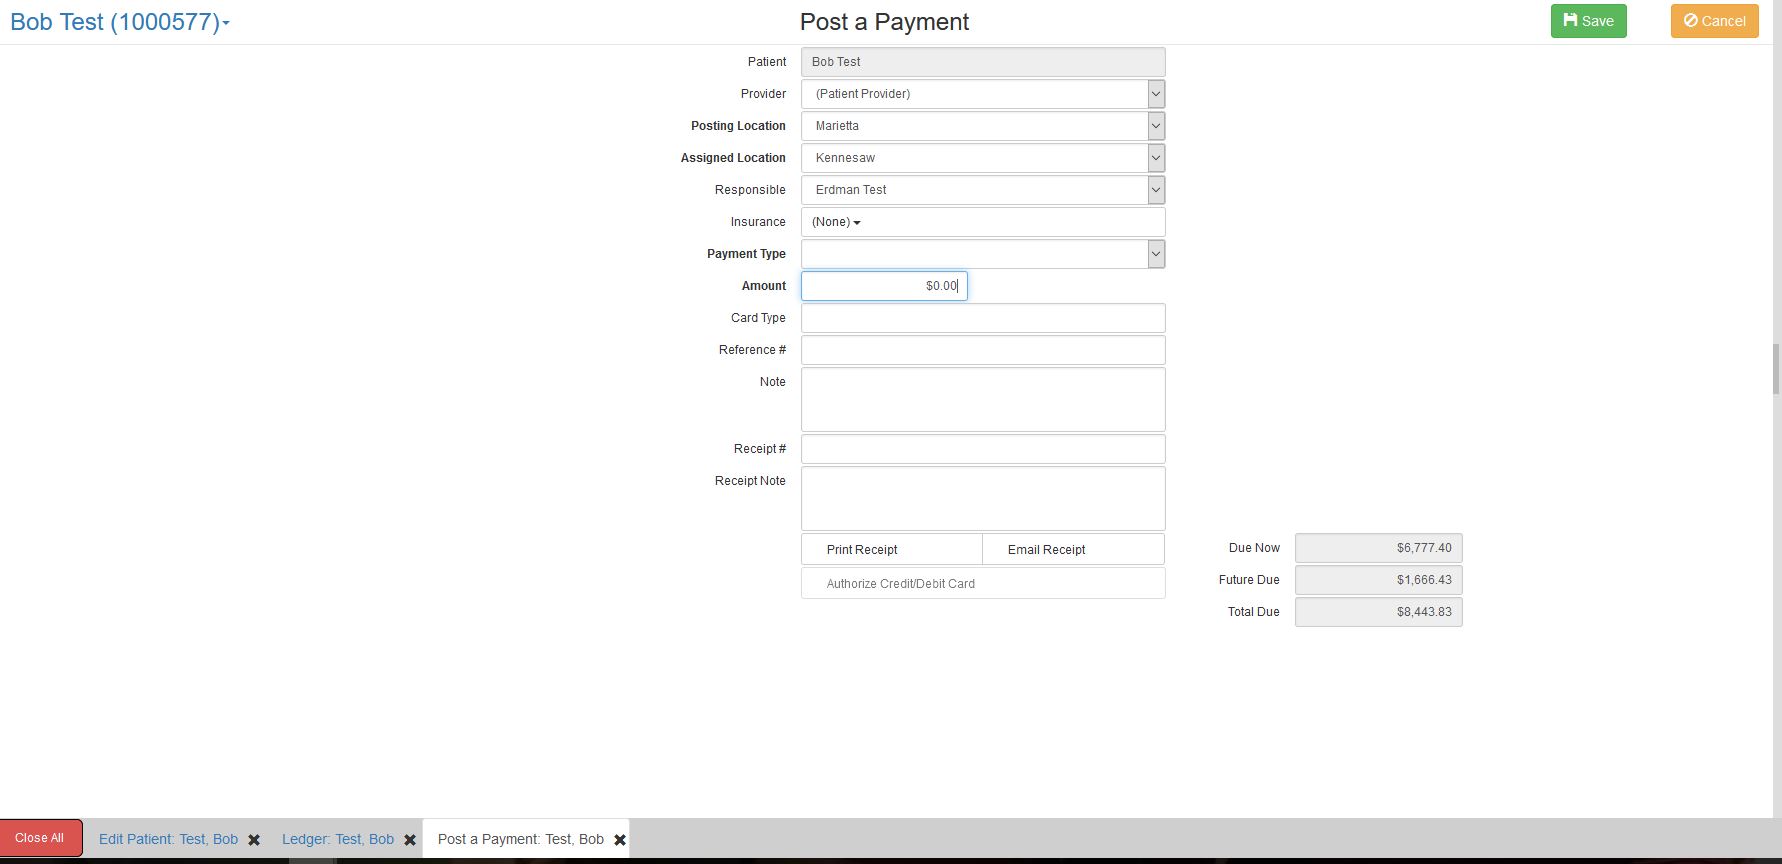 Bob Test (1000577)
Post a Payment
Save
Cancel
Patient
Bob Test
Provider
(Patient Provider)
Posting Location
Marietta
Assigned Location
Kennesaw
Responsible
Erdman Test
Insurance
(None)
Payment Type
Amount
$0.00
Card Type
Reference #
Note
Receipt #
Receipt Note
Print Receipt
Email Receipt
Authorize Credit/Debit Card
Due Now
$6,777.40
Future Due
$1,666.43
Total Due
$8,443.83
Close All
Edit Patient: Test, Bob
Ledger: Test, Bob
Post a Payment: Test, Bob